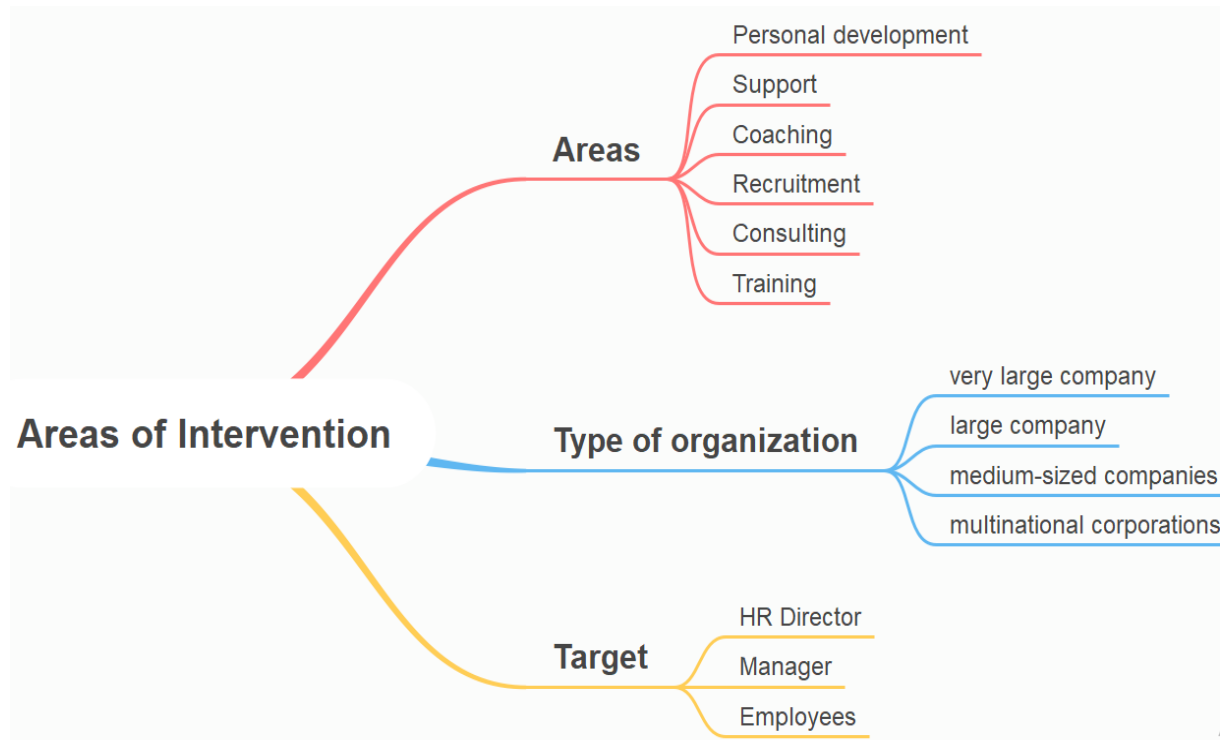 Areas of Intervention
Areas
Personal development
Support
Coaching
Recruitment
Consulting
Training
Type of organization
very large company
large company
medium-sized companies
multinational corporations
Target
HR Director
Manager
Employees